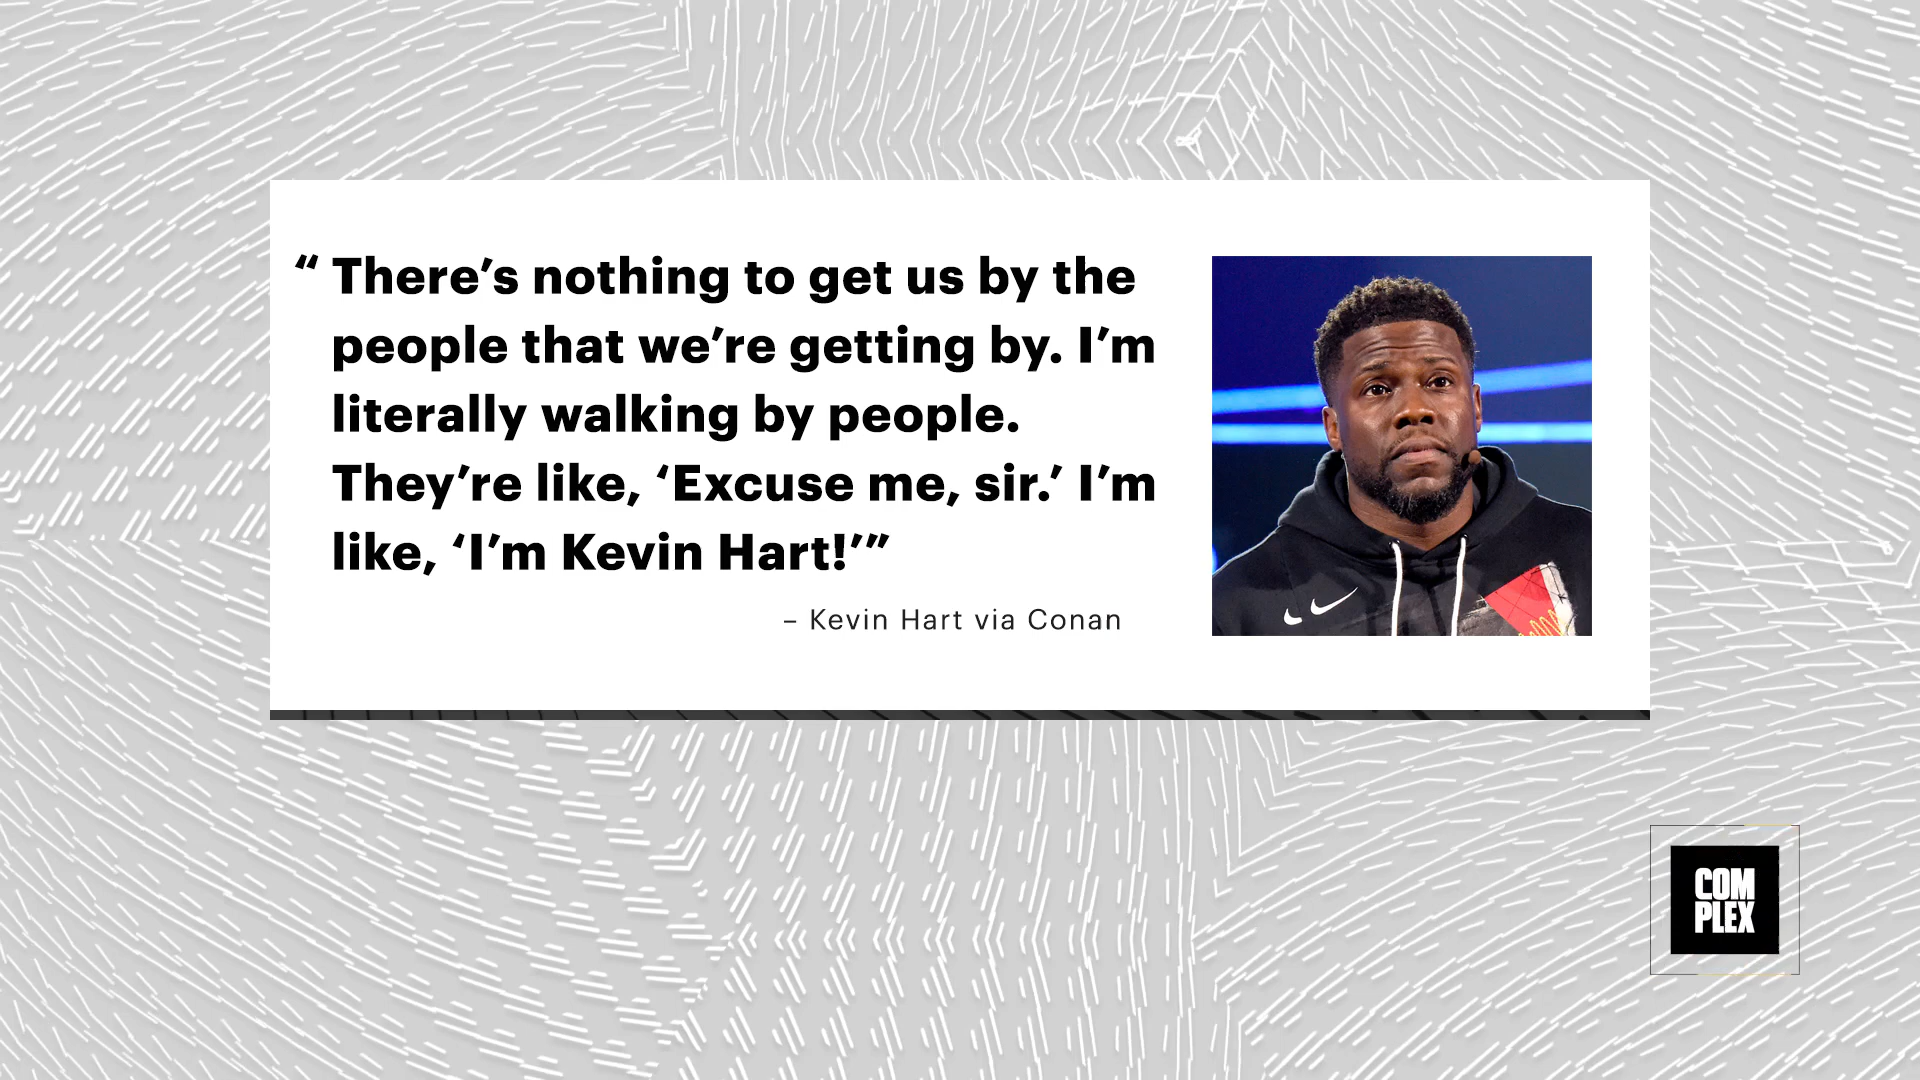 “There’s nothing to get us by the
people that we’re getting by. I’m
literally walking by people.
They’re like, ‘Excuse me, sir.’ I’m
like, ‘I’m Kevin Hart!’”
– Kevin Hart via Conan
COM
PLEX